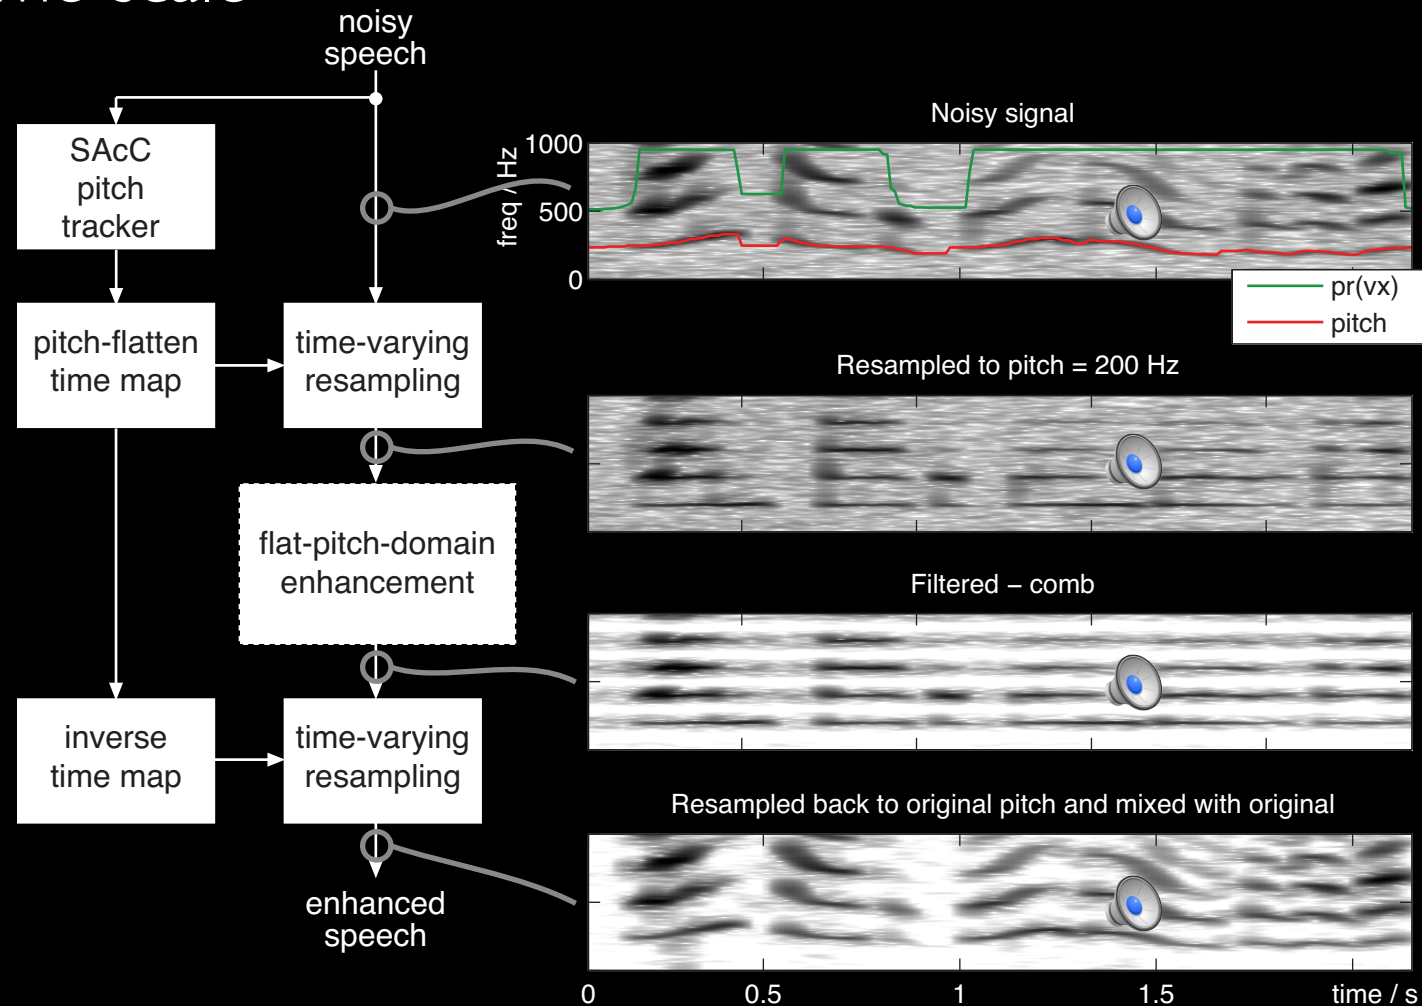 noisy
speech
SAcC
pitch
tracker
pitch-flatten
time map
time-varying
resampling
flat-pitch-domain
enhancement
inverse
time map
time-varying
resampling
enhanced
speech
Noisy signal
freq / Hz
1000
500
0
pr(vx)
pitch
Resampled to pitch = 200 Hz
Filtered – comb
Resampled back to original pitch and mixed with original
0 0.5 1 1.5 time / s